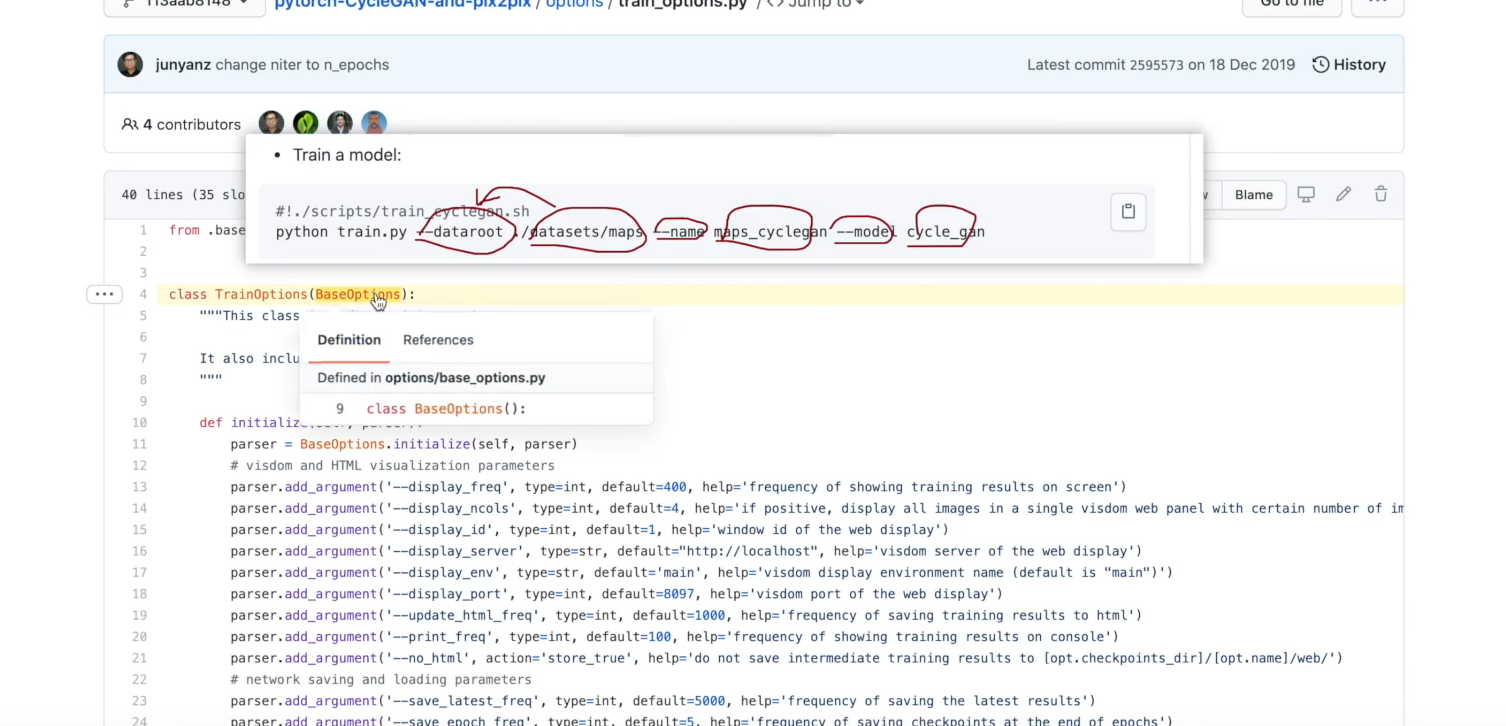 f13aab8148
pytorch-CycleGAN-and-pix2pix / options / train_options.py / <> Jump to
Go to file
junyanz change niter to n_epochs
Latest commit 2595573 on 18 Dec 2019 History
4 contributors
• Train a model:
#!./scripts/train_cyclegan.sh
python train.py --dataroot ./datasets/maps --name maps_cyclegan --model cycle_gan
40 lines (35 slo
Blame
1 from .base
2
3
4 class TrainOptions(BaseOptions):
5 """This class
6
7 It also inclu
8 """
9
Definition References
Defined in options/base_options.py
9 class BaseOptions():
10 def initialize(self, parser):
11 parser = BaseOptions.initialize(self, parser)
12 # visdom and HTML visualization parameters
13 parser.add_argument('--display_freq', type=int, default=400, help='frequency of showing training results on screen')
14 parser.add_argument('--display_ncols', type=int, default=4, help='if positive, display all images in a single visdom web panel with certain number of im
15 parser.add_argument('--display_id', type=int, default=1, help='window id of the web display')
16 parser.add_argument('--display_server', type=str, default="http://localhost", help='visdom server of the web display')
17 parser.add_argument('--display_env', type=str, default='main', help='visdom display environment name (default is "main")')
18 parser.add_argument('--display_port', type=int, default=8097, help='visdom port of the web display')
19 parser.add_argument('--update_html_freq', type=int, default=1000, help='frequency of saving training results to html')
20 parser.add_argument('--print_freq', type=int, default=100, help='frequency of showing training results on console')
21 parser.add_argument('--no_html', action='store_true', help='do not save intermediate training results to [opt.checkpoints_dir]/[opt.name]/web/')
22 # network saving and loading parameters
23 parser.add_argument('--save_latest_freq', type=int, default=5000, help='frequency of saving the latest results')
24 parser.add_argument('--save_epoch_freq', type=int, default=5, help='frequency of saving checkpoints at the end of epochs')